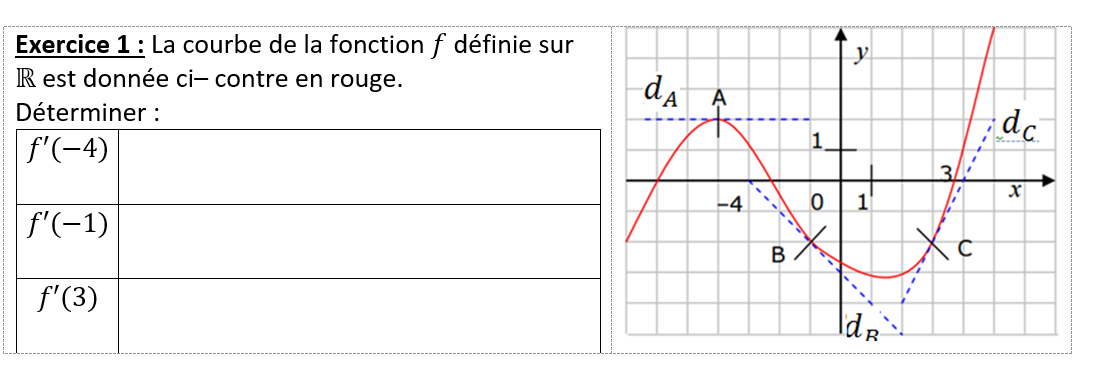 Exercice 1 : La courbe de la fonction f définie sur
ℝ est donnée ci– contre en rouge.
Déterminer :
f′(−4)
f′(−1)
f′(3)
y
d_A
A
d_C
1
3
−4
0
1
x
B
C
d_B